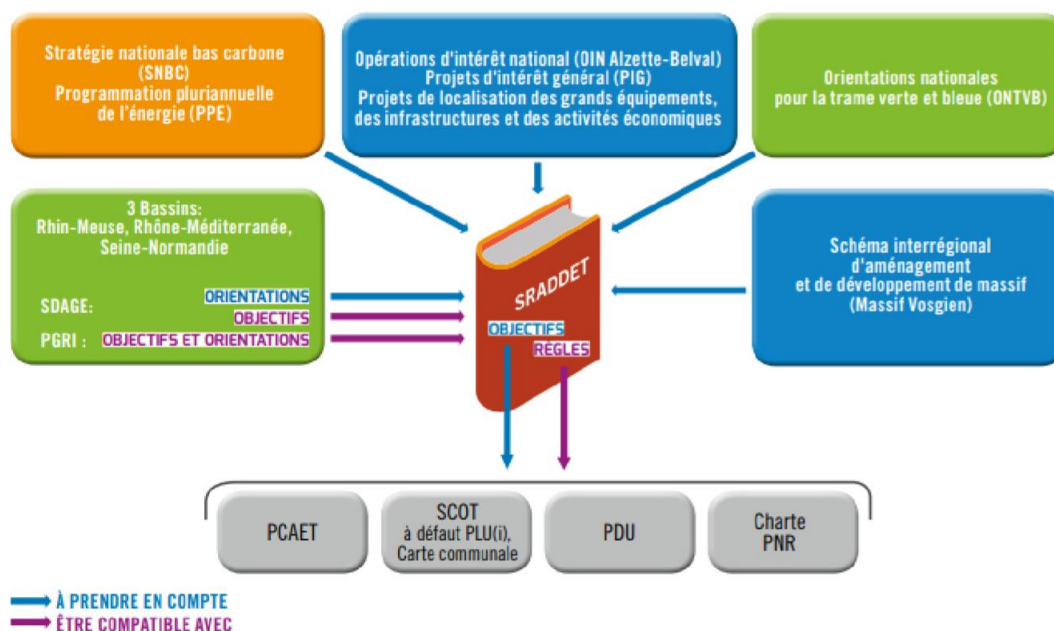 Stratégie nationale bas carbone
(SNBC)
Programmation pluriannuelle
de l'énergie (PPE)
Opérations d'intérêt national (OIN Alzette-Belval)
Projets d'intérêt général (PIG)
Projets de localisation des grands équipements,
des infrastructures et des activités économiques
Orientations nationales
pour la trame verte et bleue (ONTVB)
3 Bassins:
Rhin-Meuse, Rhône-Méditerranée,
Seine-Normandie
SDAGE:
ORIENTATIONS
OBJECTIFS
PGRI : OBJECTIFS ET ORIENTATIONS
SRADDET
OBJECTIFS
RÈGLES
Schéma interrégional
d'aménagement
et de développement de massif
(Massif Vosgien)
PCAET
SCOT
à défaut PLU(i),
Carte communale
PDU
Charte
PNR
À PRENDRE EN COMPTE
ÊTRE COMPATIBLE AVEC